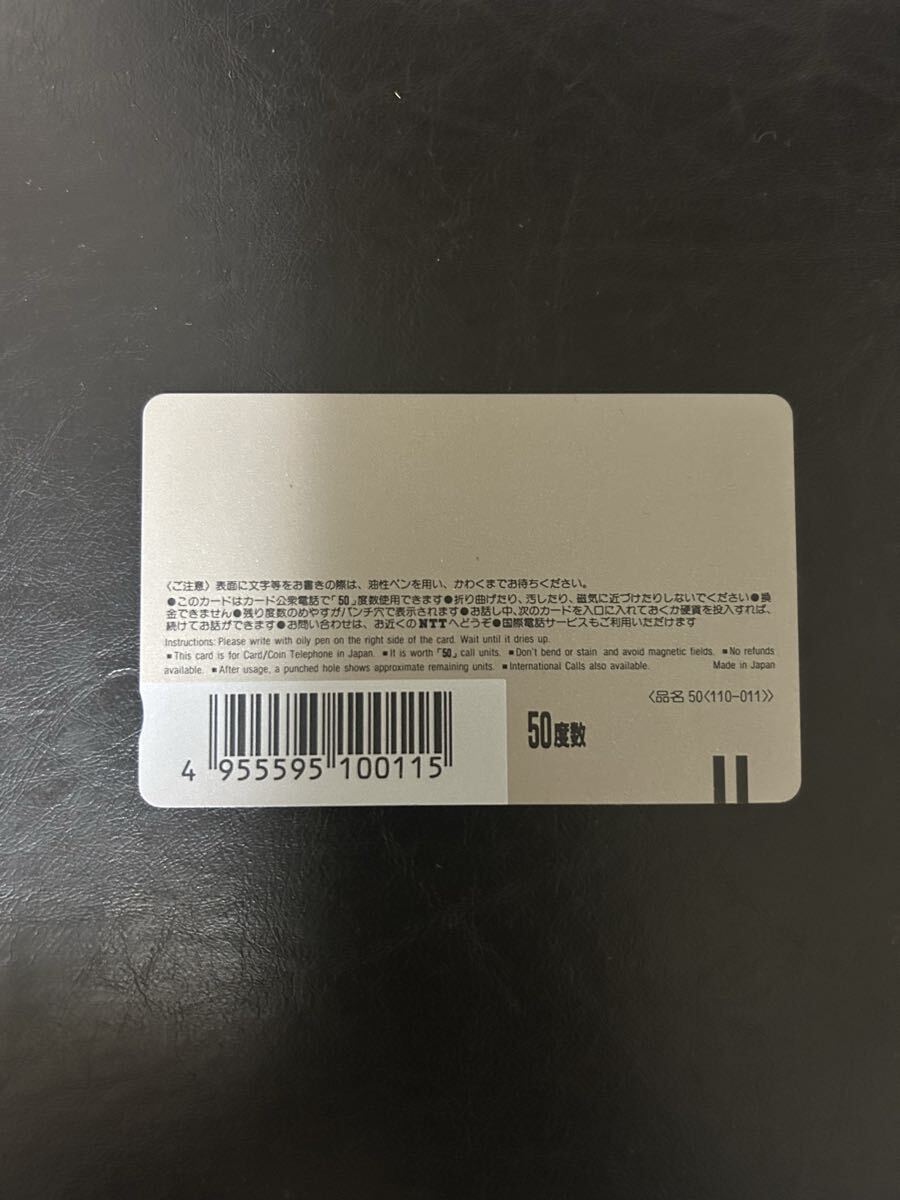 〈ご注意〉表面に文字等をお書きの際は、油性ペンを用い、かわくまでお待ちください。
●このカードはカード公衆電話で「50」度数使用できます●折り曲げたり、汚したり、磁気に近づけたりしないでください●換
金できません●残り度数のめやすがパンチ穴で表示されます●お話し中、次のカードを入口に入れておくか硬貨を投入すれば、
続けてお話ができます●お問い合わせは、お近くのNTTへどうぞ●国際電話サービスもご利用いただけます
Instructions: Please write with oily pen on the right side of the card. Wait until it dries up.
■This card is for Card/Coin Telephone in Japan. ■It is worth「50」call units. ■Don't bend or stain and avoid magnetic fields. ■No refunds
available. ■After usage, a punched hole shows approximate remaining units. ■International Calls also available. Made in Japan
〈品名 50〈110-011〉〉
50度数
4 955595 100115